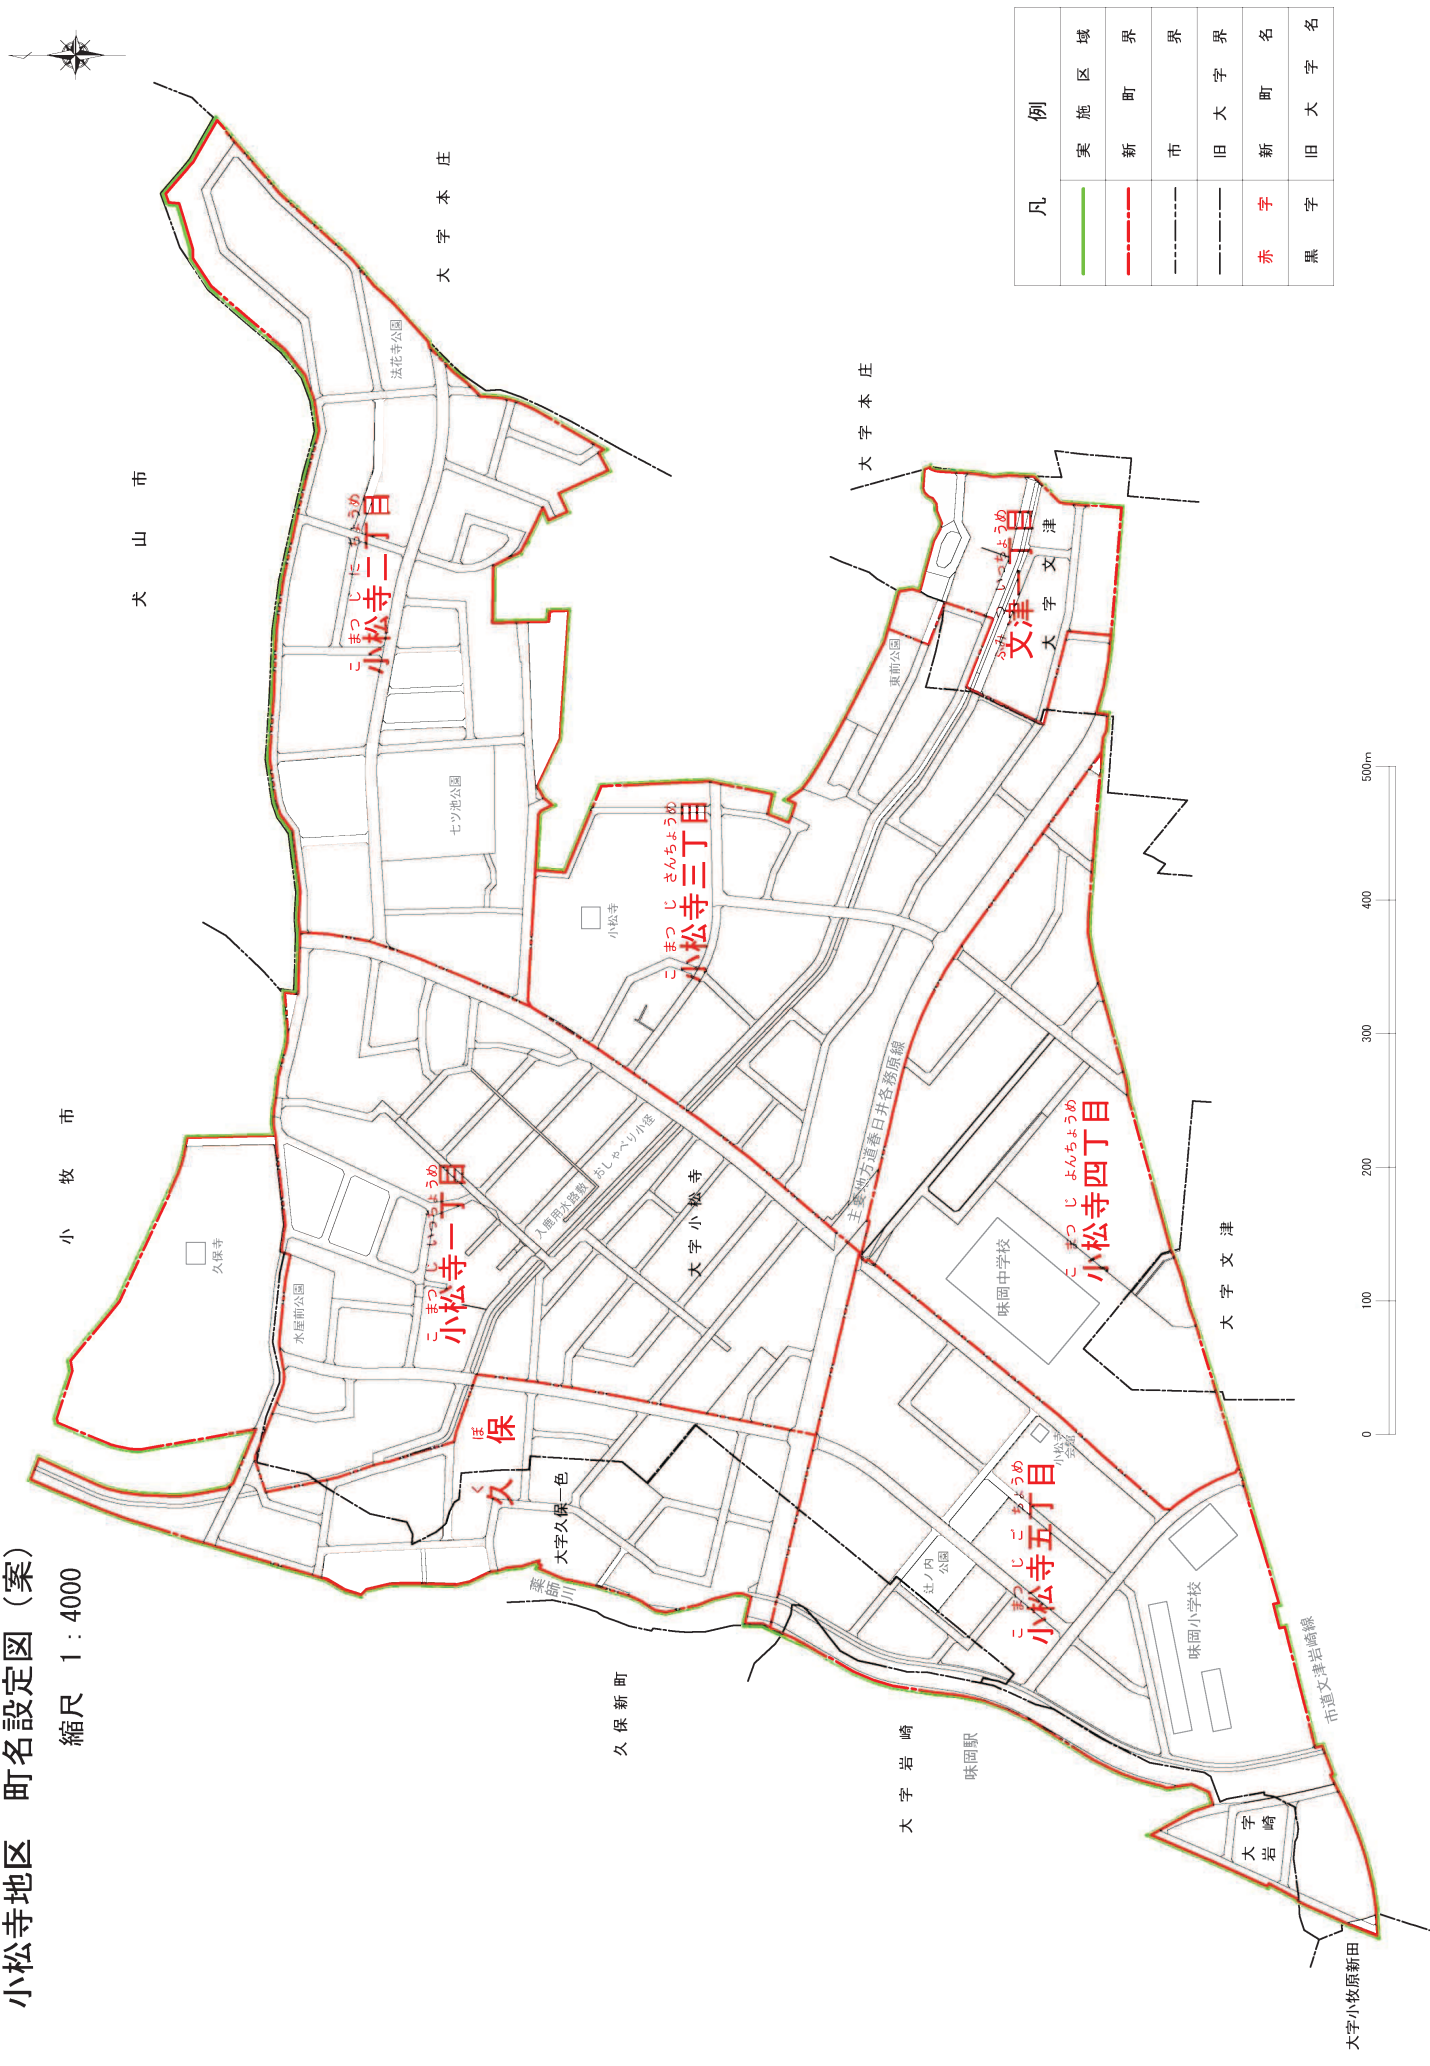 小松寺地区　町名設定図（案）
縮尺　1：4000
凡例
実施区域
新町界
市界
旧大字界
赤字 新町名
黒字 旧大字名
小牧市
犬山市
大字本庄
大字本庄
法花寺公園
こまつじにちょうめ
小松寺二丁目
七ツ池公園
久保寺
水屋前公園
こまつじいっちょうめ
小松寺一丁目
入鹿用水路敷　おしゃべり小径
小松寺
こまつじさんちょうめ
小松寺三丁目
大字小松寺
東前公園
ふみついっちょうめ
文津一丁目
大字文津
主要地方道春日井各務原線
くぼ
久保
大字久保一色
薬師川
久保新町
味岡中学校
こまつじよんちょうめ
小松寺四丁目
大字文津
小松寺会館
辻ノ内公園
こまつじごちょうめ
小松寺五丁目
味岡小学校
市道文津岩崎線
大字岩崎
味岡駅
大字岩崎
大字小牧原新田
0 100 200 300 400 500m